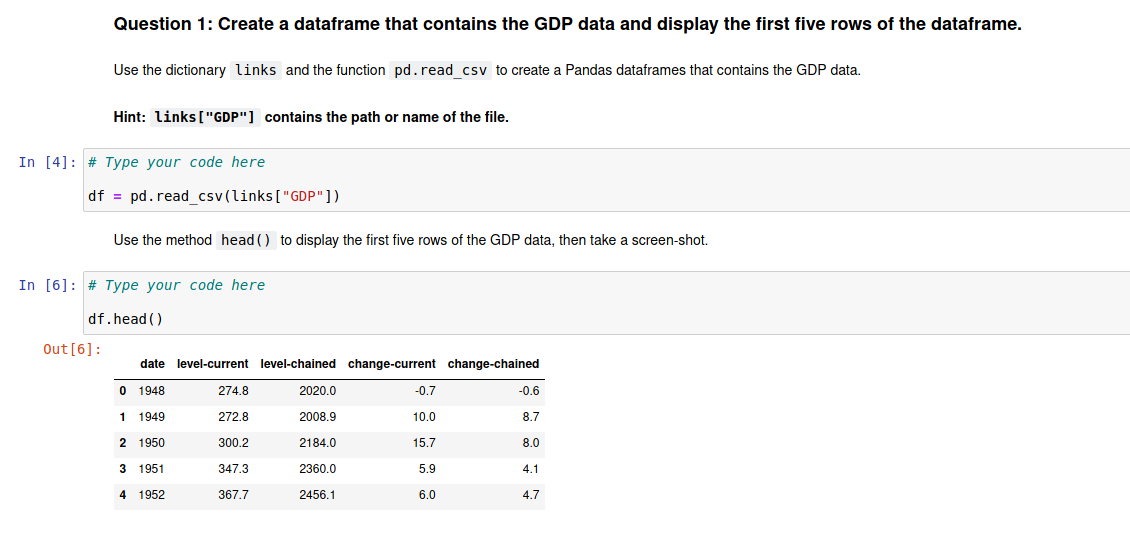 Question 1: Create a dataframe that contains the GDP data and display the first five rows of the dataframe.
Use the dictionary links and the function pd.read_csv to create a Pandas dataframes that contains the GDP data.
Hint: links["GDP"] contains the path or name of the file.
In [4]: # Type your code here
df = pd.read_csv(links["GDP"])
Use the method head() to display the first five rows of the GDP data, then take a screen-shot.
In [6]: # Type your code here
df.head()
Out[6]:
date level-current level-chained change-current change-chained
0 1948 274.8 2020.0 -0.7 -0.6
1 1949 272.8 2008.9 10.0 8.7
2 1950 300.2 2184.0 15.7 8.0
3 1951 347.3 2360.0 5.9 4.1
4 1952 367.7 2456.1 6.0 4.7